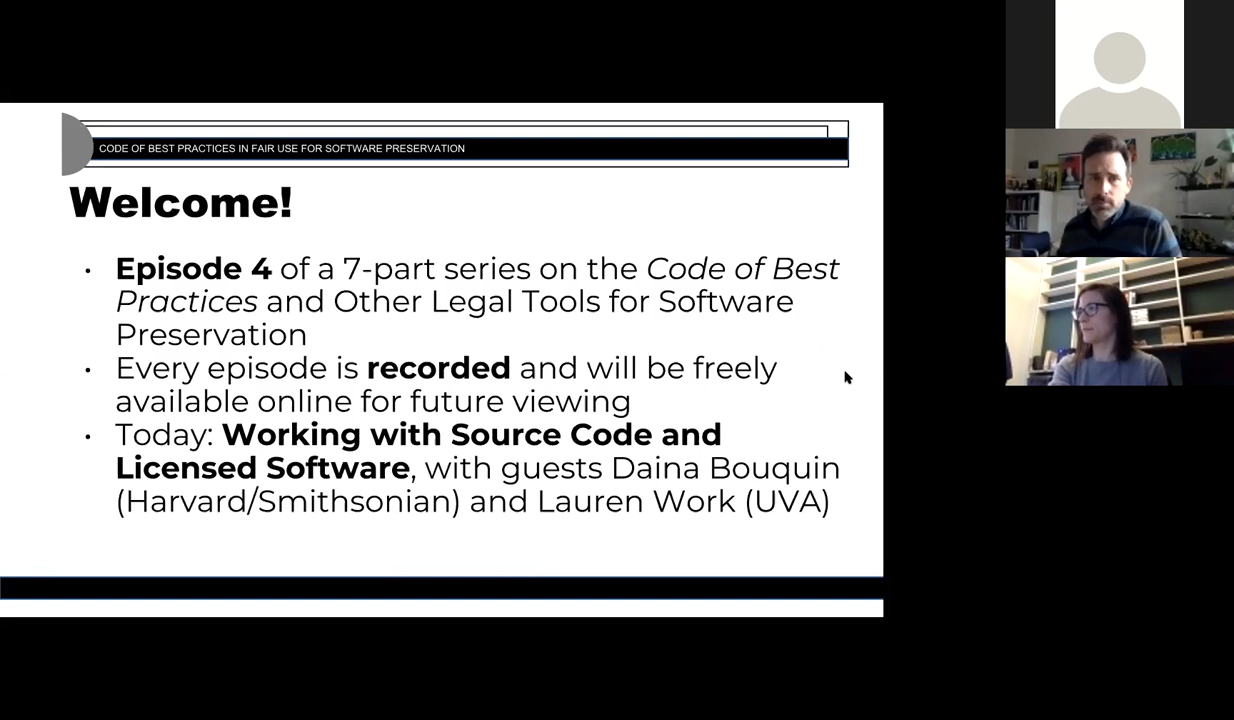 CODE OF BEST PRACTICES IN FAIR USE FOR SOFTWARE PRESERVATION
Welcome!
• Episode 4 of a 7-part series on the Code of Best
Practices and Other Legal Tools for Software
Preservation
• Every episode is recorded and will be freely
available online for future viewing
• Today: Working with Source Code and
Licensed Software, with guests Daina Bouquin
(Harvard/Smithsonian) and Lauren Work (UVA)